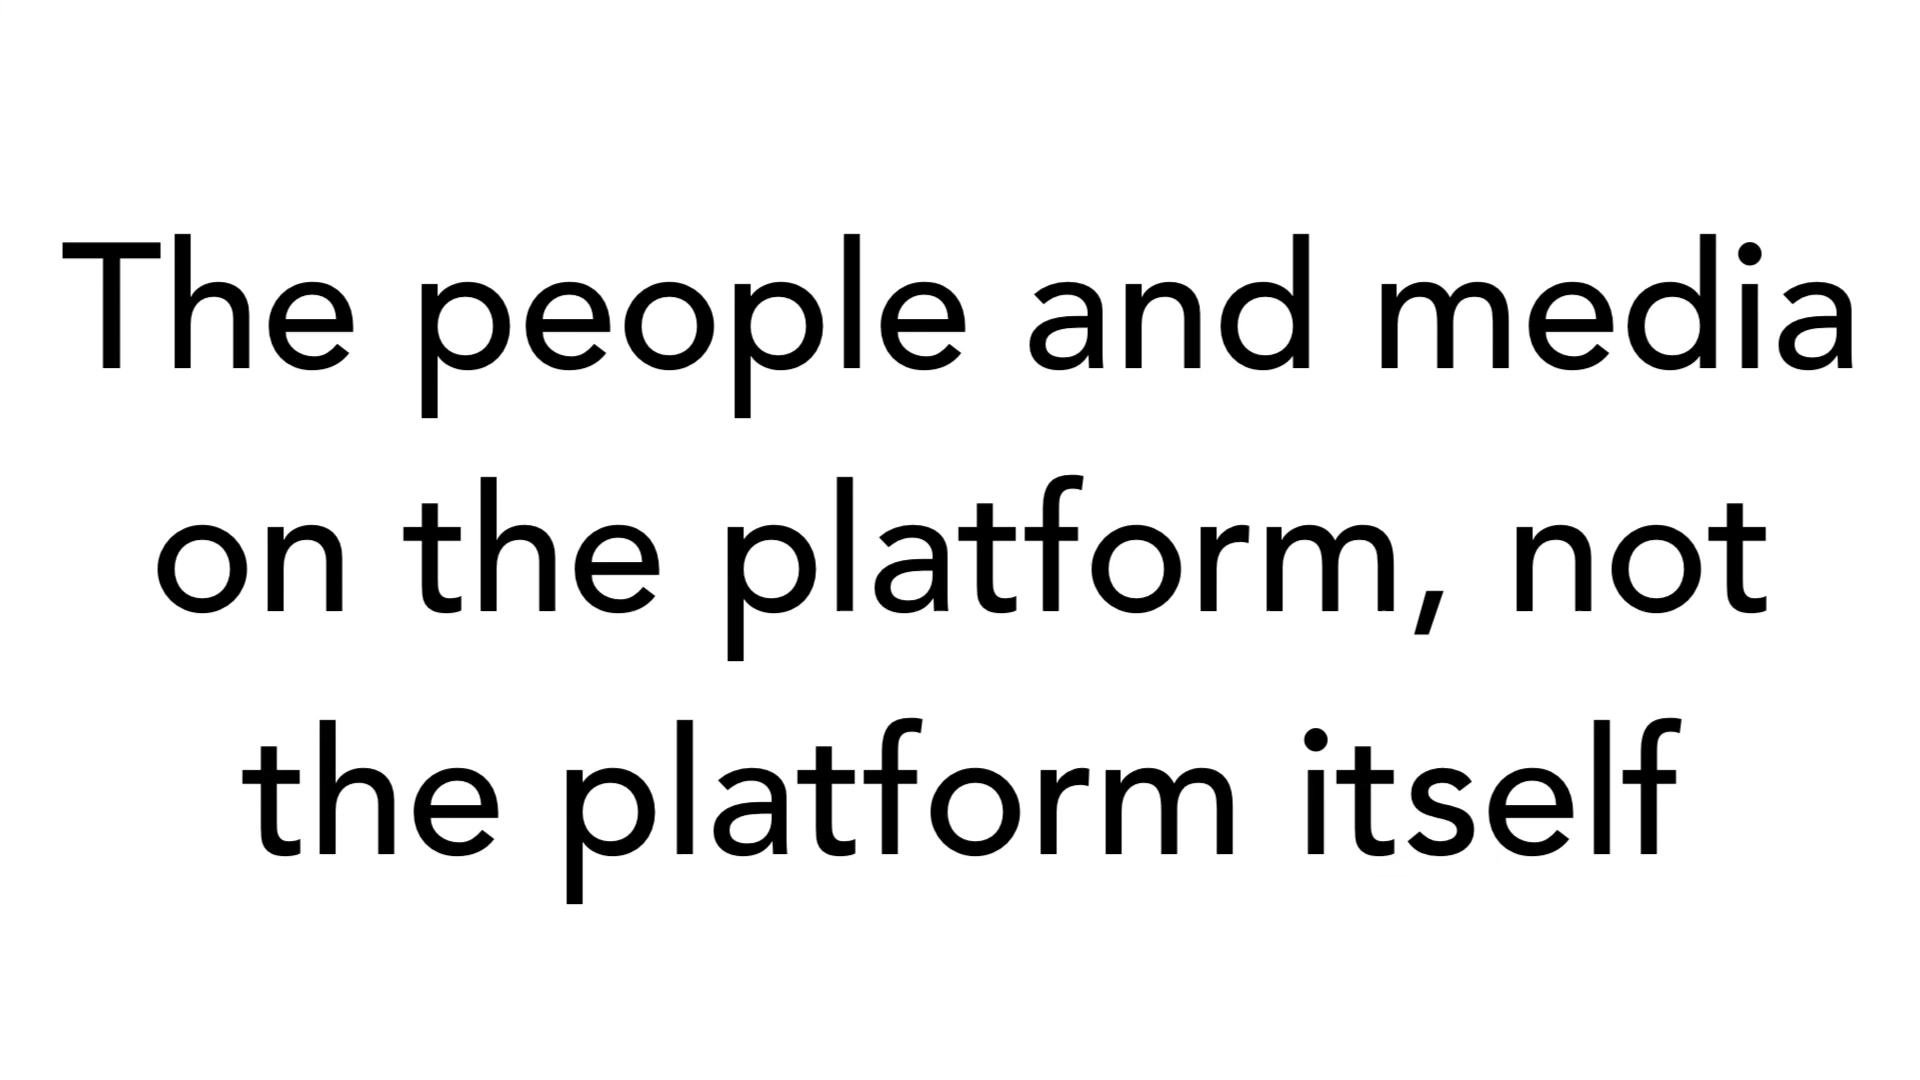 The people and media
on the platform, not
the platform itself